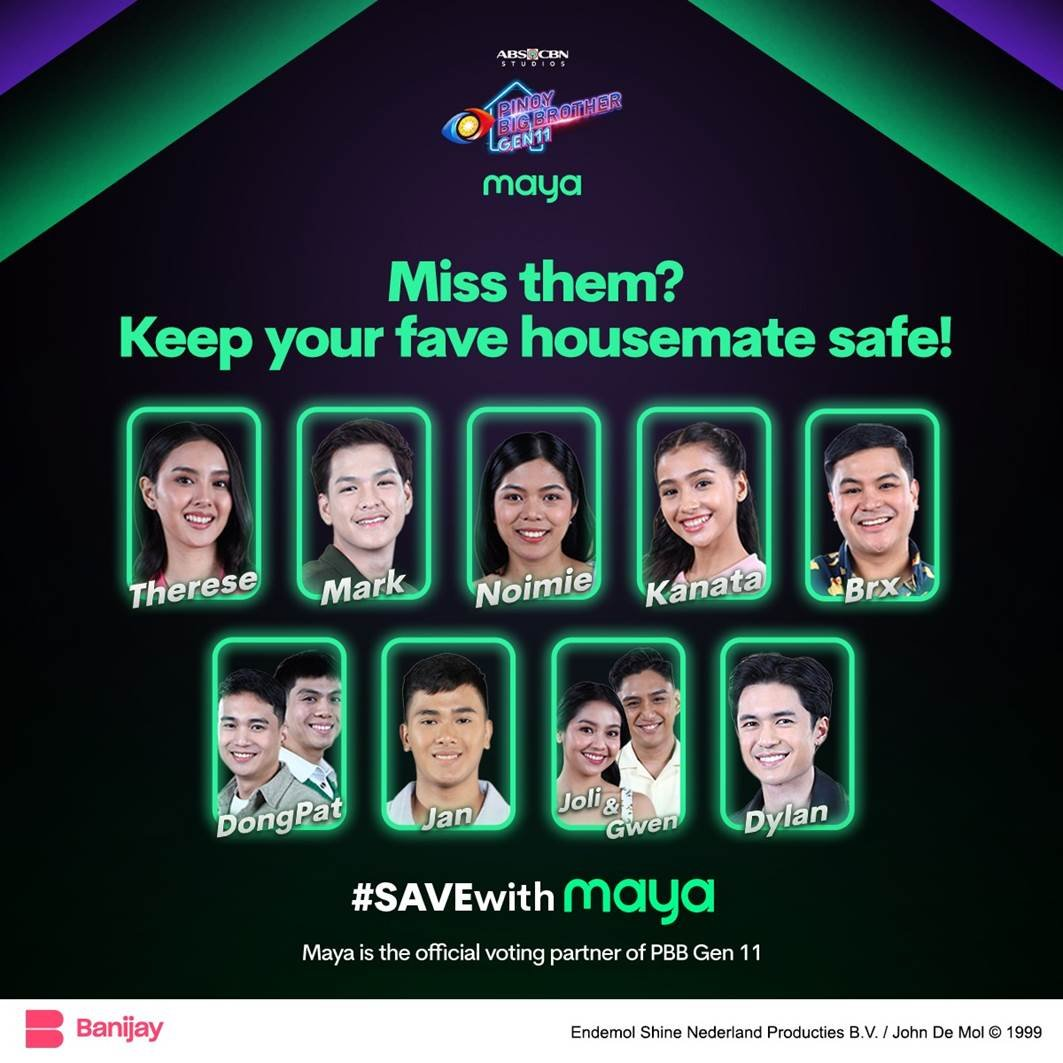 ABS CBN
STUDIOS
PINOY
BIG BROTHER
GEN11
maya
Miss them?
Keep your fave housemate safe!
Therese
Mark
Noimie
Kanata
Brx
DongPat
Jan
Joli &
Gwen
Dylan
#SAVEwith maya
Maya is the official voting partner of PBB Gen 11
Banijay
Endemol Shine Nederland Producties B.V. / John De Mol © 1999